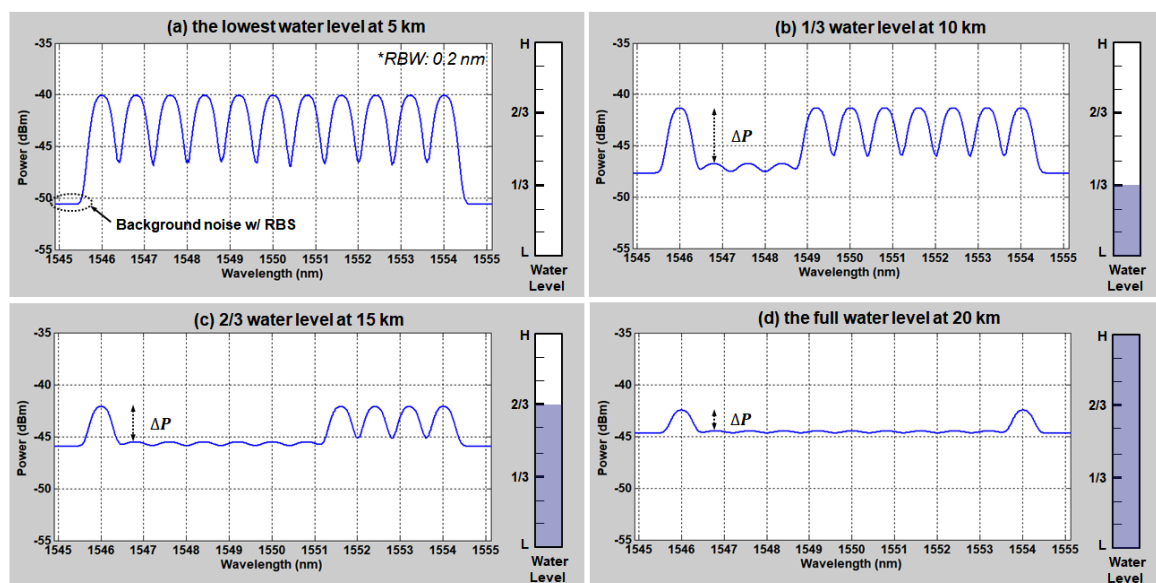 (a) the lowest water level at 5 km
*RBW: 0.2 nm
Power (dBm)
-35
-40
-45
-50
-55
Background noise w/ RBS
1545 1546 1547 1548 1549 1550 1551 1552 1553 1554 1555
Wavelength (nm)
H
2/3
1/3
L
Water
Level
(b) 1/3 water level at 10 km
Power (dBm)
-35
-40
-45
-50
-55
ΔP
1545 1546 1547 1548 1549 1550 1551 1552 1553 1554 1555
Wavelength (nm)
H
2/3
1/3
L
Water
Level
(c) 2/3 water level at 15 km
Power (dBm)
-35
-40
-45
-50
-55
ΔP
1545 1546 1547 1548 1549 1550 1551 1552 1553 1554 1555
Wavelength (nm)
H
2/3
1/3
L
Water
Level
(d) the full water level at 20 km
Power (dBm)
-35
-40
-45
-50
-55
ΔP
1545 1546 1547 1548 1549 1550 1551 1552 1553 1554 1555
Wavelength (nm)
H
2/3
1/3
L
Water
Level